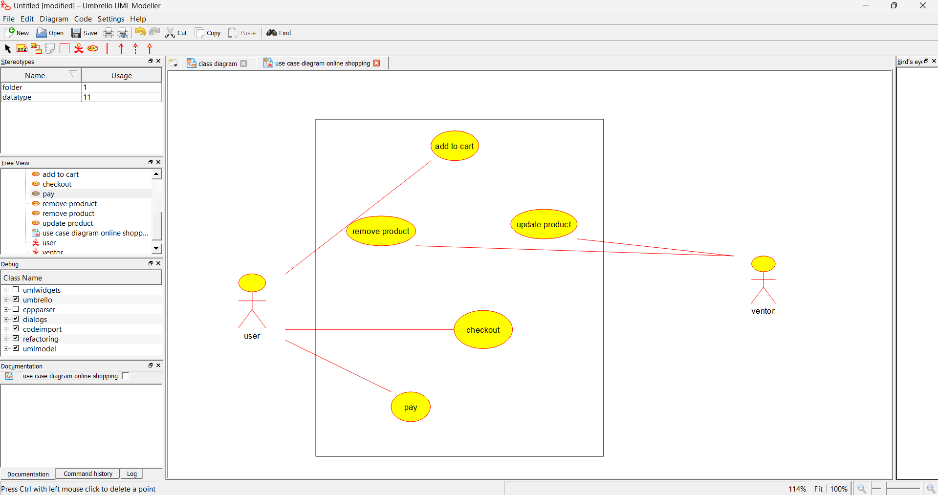 Untitled [modified] – Umbrello UML Modeller
File Edit Diagram Code Settings Help
New Open Save Cut Copy Paste Find
class diagram use case diagram online shopping
Stereotypes
Name Usage
folder 1
datatype 11
Tree View
add to cart
checkout
pay
remove produrct
remove product
update product
use case diagram online shopp...
user
ventor
Debug
Class Name
umlwidgets
umbrello
cppparser
dialogs
codeimport
refactoring
umlmodel
Documentation
use case diagram online shopping
Documentation Command history Log
Press Ctrl with left mouse click to delete a point
add to cart
remove product
update product
checkout
pay
user
ventor
Bird's eye
114% Fit 100%